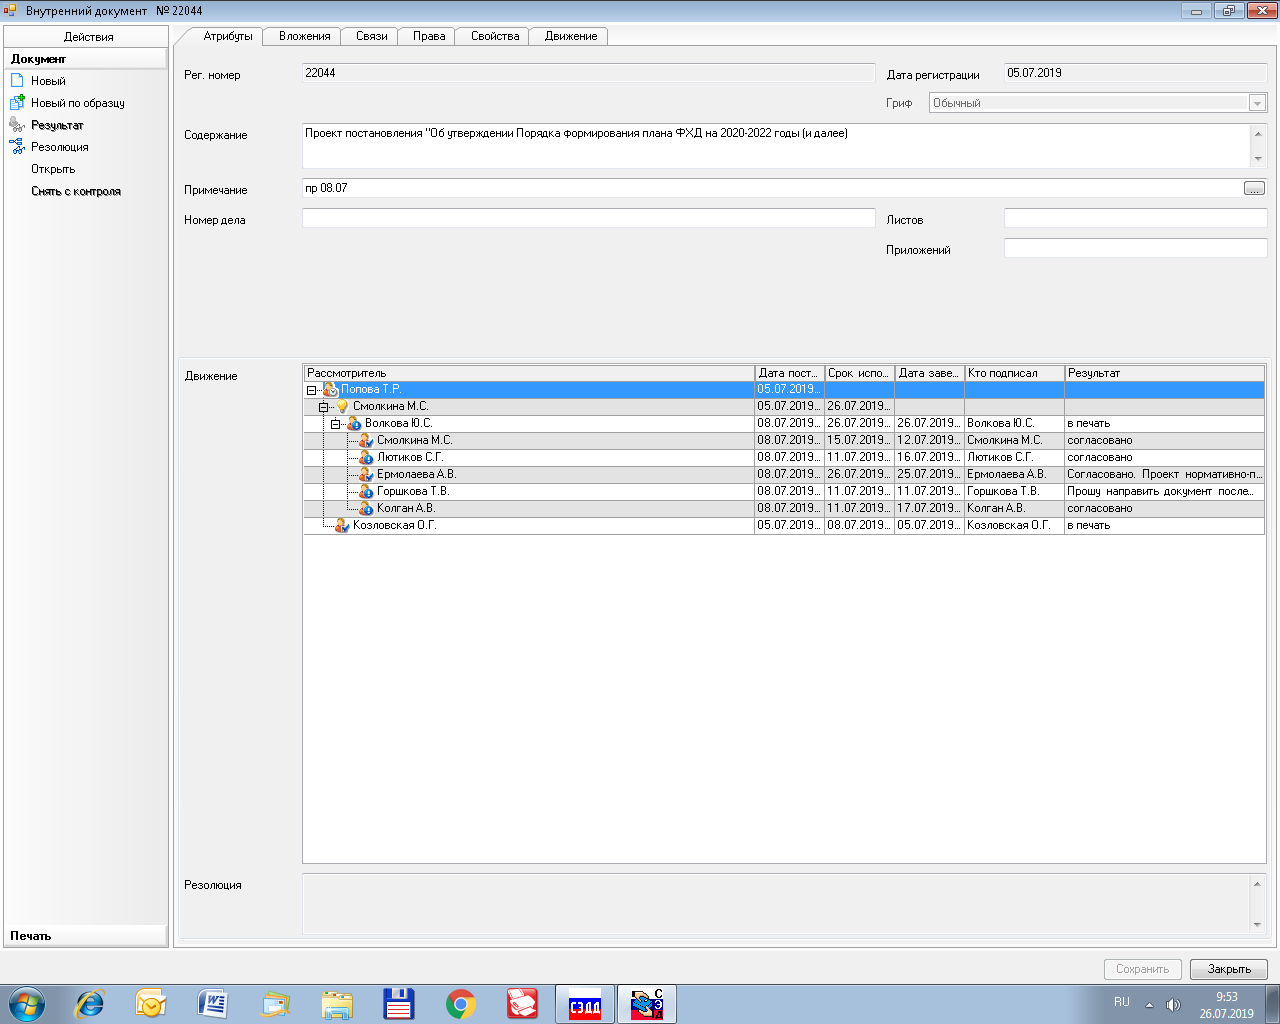 Внутренний документ № 22044
Действия
Документ
Новый
Новый по образцу
Результат
Резолюция
Открыть
Снять с контроля
Печать
Атрибуты Вложения Связи Права Свойства Движение
Рег. номер 22044 Дата регистрации 05.07.2019
Гриф Обычный
Содержание Проект постановления "Об утверждении Порядка формирования плана ФХД на 2020-2022 годы (и далее)
Примечание пр 08.07 ...
Номер дела Листов
Приложений
Движение
Рассмотритель Дата пост... Срок испо... Дата заве... Кто подписал Результат
Попова Т.Р. 05.07.2019...
Смолкина М.С. 05.07.2019... 26.07.2019...
Волкова Ю.С. 08.07.2019... 26.07.2019... 26.07.2019... Волкова Ю.С. в печать
Смолкина М.С. 08.07.2019... 15.07.2019... 12.07.2019... Смолкина М.С. согласовано
Лютиков С.Г. 08.07.2019... 11.07.2019... 16.07.2019... Лютиков С.Г. согласовано
Ермолаева А.В. 08.07.2019... 26.07.2019... 25.07.2019... Ермолаева А.В. Согласовано. Проект нормативно-п...
Горшкова Т.В. 08.07.2019... 11.07.2019... 11.07.2019... Горшкова Т.В. Прошу направить документ после...
Колган А.В. 08.07.2019... 11.07.2019... 17.07.2019... Колган А.В. согласовано
Козловская О.Г. 05.07.2019... 08.07.2019... 05.07.2019... Козловская О.Г. в печать
Резолюция
Сохранить Закрыть
СЭДД
СЭД
RU
9:53
26.07.2019